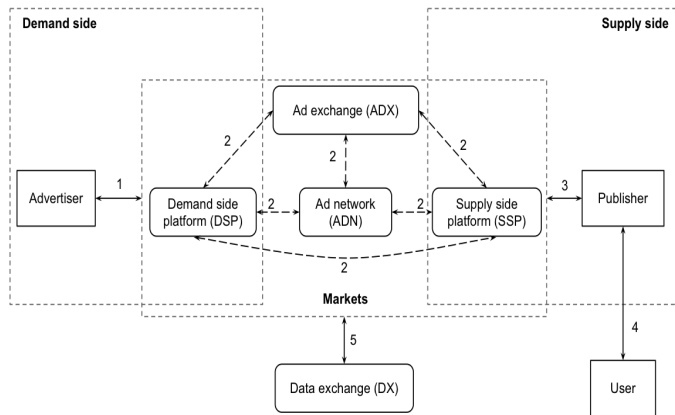 Demand side
Supply side
Ad exchange (ADX)
2
2
2
Advertiser
1
Demand side
platform (DSP)
2
Ad network
(ADN)
2
Supply side
platform (SSP)
3
Publisher
2
Markets
4
5
Data exchange (DX)
User